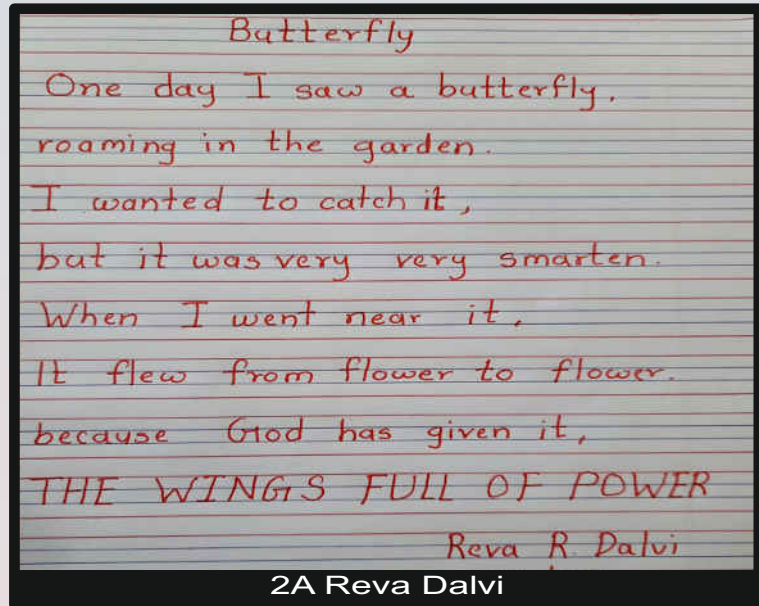 Butterfly
One day I saw a butterfly,
roaming in the garden.
I wanted to catch it,
but it was very very smarten.
When I went near it,
It flew from flower to flower.
because God has given it,
THE WINGS FULL OF POWER
Reva R. Dalvi
2A Reva Dalvi